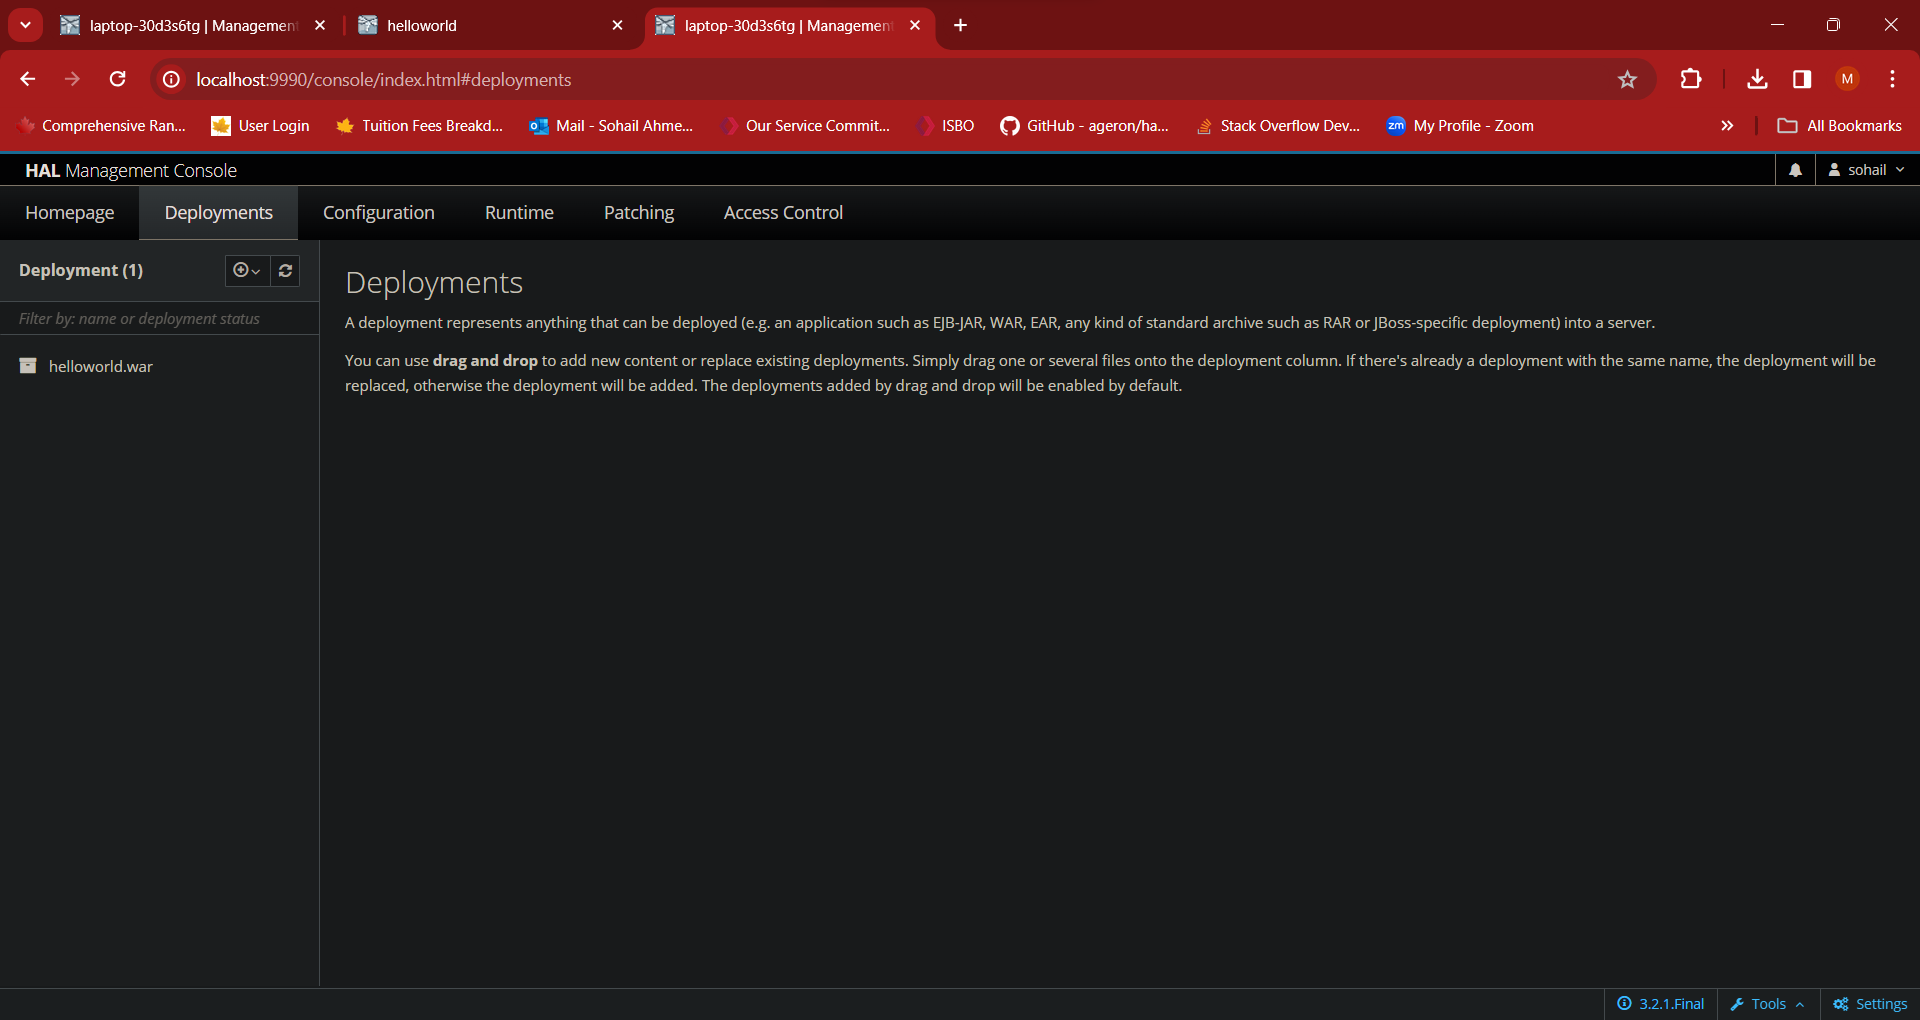 laptop-30d3s6tg | Management
helloworld
laptop-30d3s6tg | Management
localhost:9990/console/index.html#deployments
M
Comprehensive Ran...
User Login
Tuition Fees Breakd...
Mail - Sohail Ahme...
Our Service Commit...
ISBO
GitHub - ageron/ha...
Stack Overflow Dev...
zm
My Profile - Zoom
All Bookmarks
HAL Management Console
sohail
Homepage
Deployments
Configuration
Runtime
Patching
Access Control
Deployment (1)
Filter by: name or deployment status
helloworld.war
Deployments
A deployment represents anything that can be deployed (e.g. an application such as EJB-JAR, WAR, EAR, any kind of standard archive such as RAR or JBoss-specific deployment) into a server.
You can use drag and drop to add new content or replace existing deployments. Simply drag one or several files onto the deployment column. If there's already a deployment with the same name, the deployment will be
replaced, otherwise the deployment will be added. The deployments added by drag and drop will be enabled by default.
3.2.1.Final
Tools
Settings